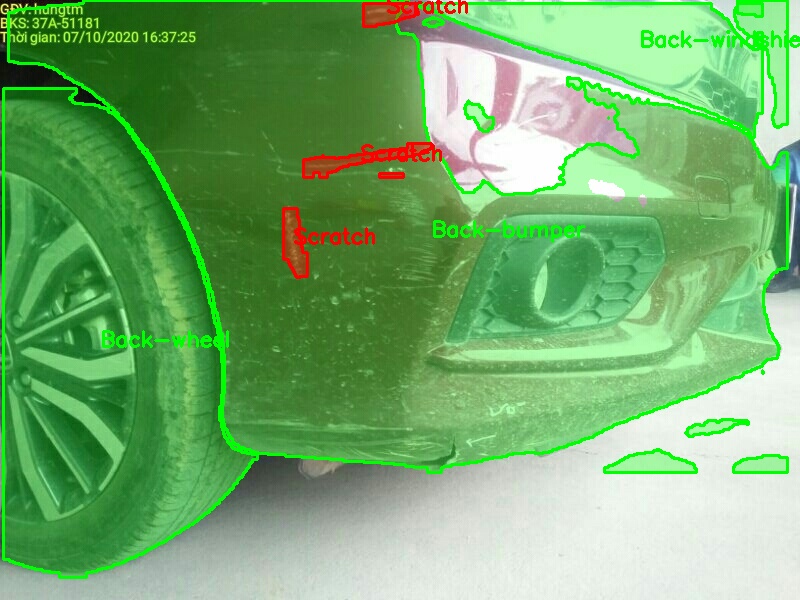 GDV: hungtm
BKS: 37A-51181
Thời gian: 07/10/2020 16:37:25
Scratch
Back-windshie
Scratch
Back-bumper
Scratch
Back-wheel